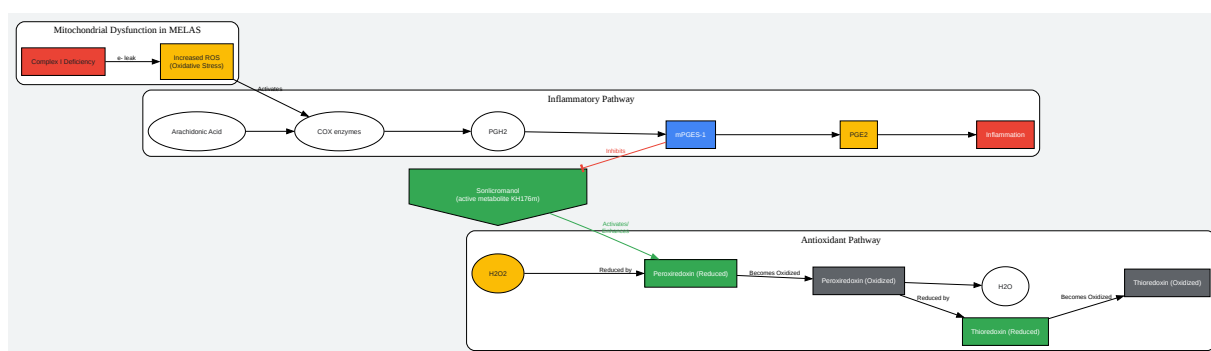 Mitochondrial Dysfunction in MELAS
Complex I Deficiency
e- leak
Increased ROS
(Oxidative Stress)
Activates
Inflammatory Pathway
Arachidonic Acid
COX enzymes
PGH2
mPGES-1
PGE2
Inflammation
Inhibits
Sonlicromanol
(active metabolite KH176m)
Activates/
Enhances
Antioxidant Pathway
H2O2
Reduced by
Peroxiredoxin (Reduced)
Becomes Oxidized
Peroxiredoxin (Oxidized)
H2O
Thioredoxin (Oxidized)
Reduced by
Becomes Oxidized
Thioredoxin (Reduced)